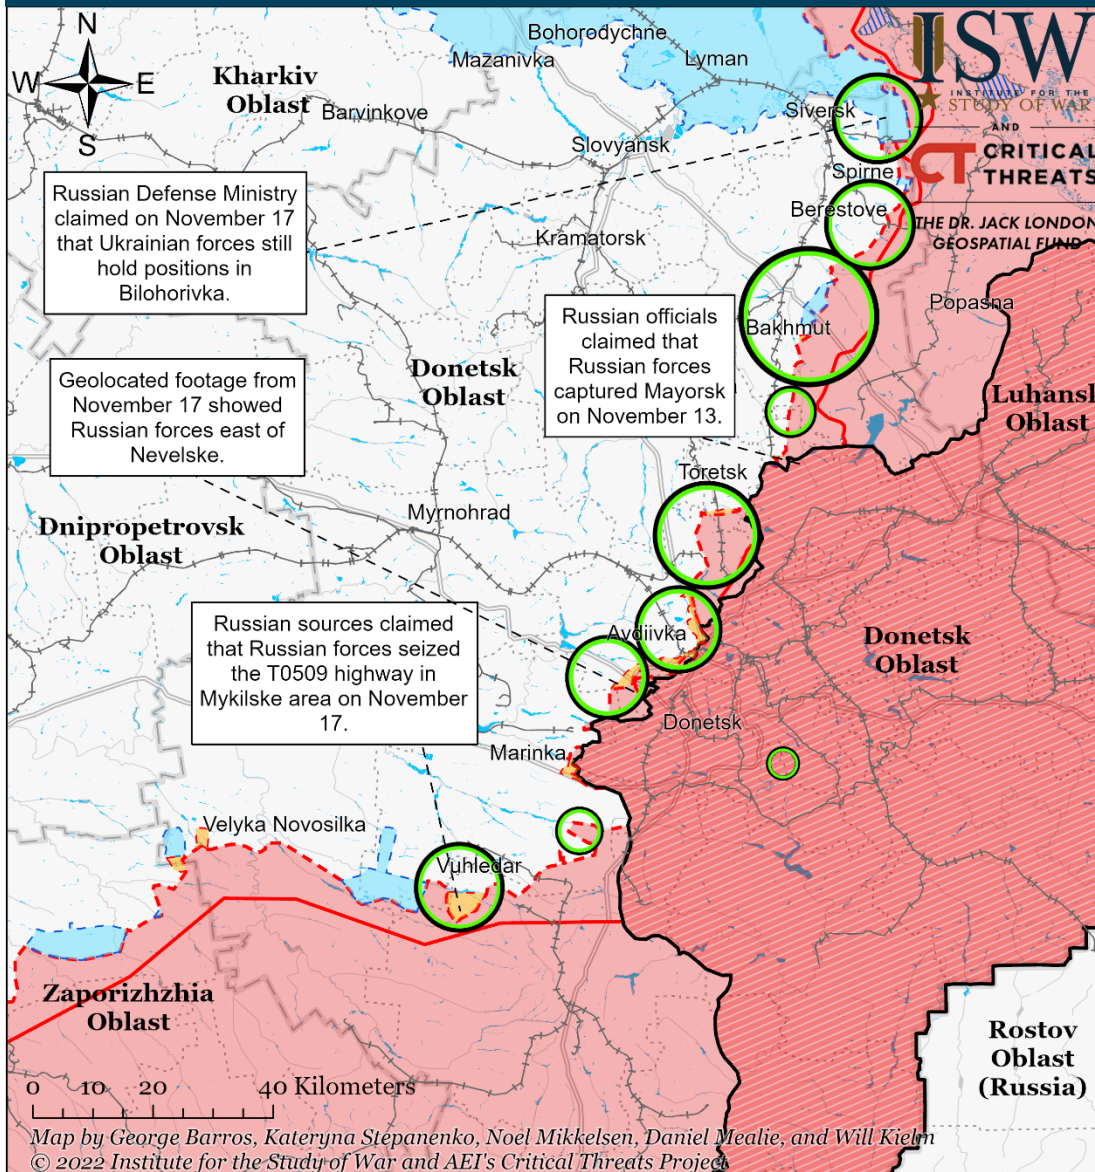 N
W
E
S
Kharkiv
Oblast
Bohorodychne
Mazanivka
Lyman
Barvinkove
Slovyansk
Siversk
ISW
INSTITUTE FOR THE
STUDY OF WAR
AND
CT CRITICAL
THREATS
THE DR. JACK LONDON
GEOSPATIAL FUND
Russian Defense Ministry
claimed on November 17
that Ukrainian forces still
hold positions in
Bilohorivka.
Spirne
Berestove
Kramatorsk
Popasna
Russian officials
claimed that
Russian forces
captured Mayorsk
on November 13.
Bakhmut
Donetsk
Oblast
Luhansk
Oblast
Geolocated footage from
November 17 showed
Russian forces east of
Nevelske.
Toretsk
Myrnohrad
Dnipropetrovsk
Oblast
Russian sources claimed
that Russian forces seized
the T0509 highway in
Mykilske area on November
17.
Avdiivka
Donetsk
Oblast
Donetsk
Marinka
Velyka Novosilka
Vuhledar
Zaporizhzhia
Oblast
Rostov
Oblast
(Russia)
0 10 20 40 Kilometers
Map by George Barros, Kateryna Stepanenko, Noel Mikkelsen, Daniel Mealie, and Will Kielm
© 2022 Institute for the Study of War and AEI's Critical Threats Project